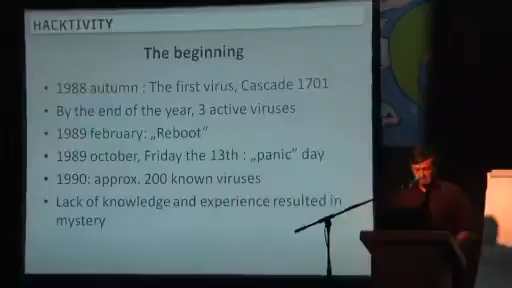 HACKTIVITY
The beginning
• 1988 autumn : The first virus, Cascade 1701
• By the end of the year, 3 active viruses
• 1989 february: „Reboot”
• 1989 october, Friday the 13th : „panic” day
• 1990: approx. 200 known viruses
• Lack of knowledge and experience resulted in
mystery